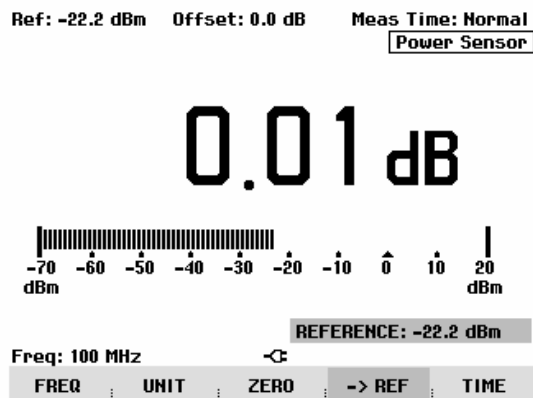 Ref: -22.2 dBm Offset: 0.0 dB Meas Time: Normal
Power Sensor
0.01 dB
-70 -60 -50 -40 -30 -20 -10 0 10 20
dBm dBm
REFERENCE: -22.2 dBm
Freq: 100 MHz
FREQ UNIT ZERO -> REF TIME